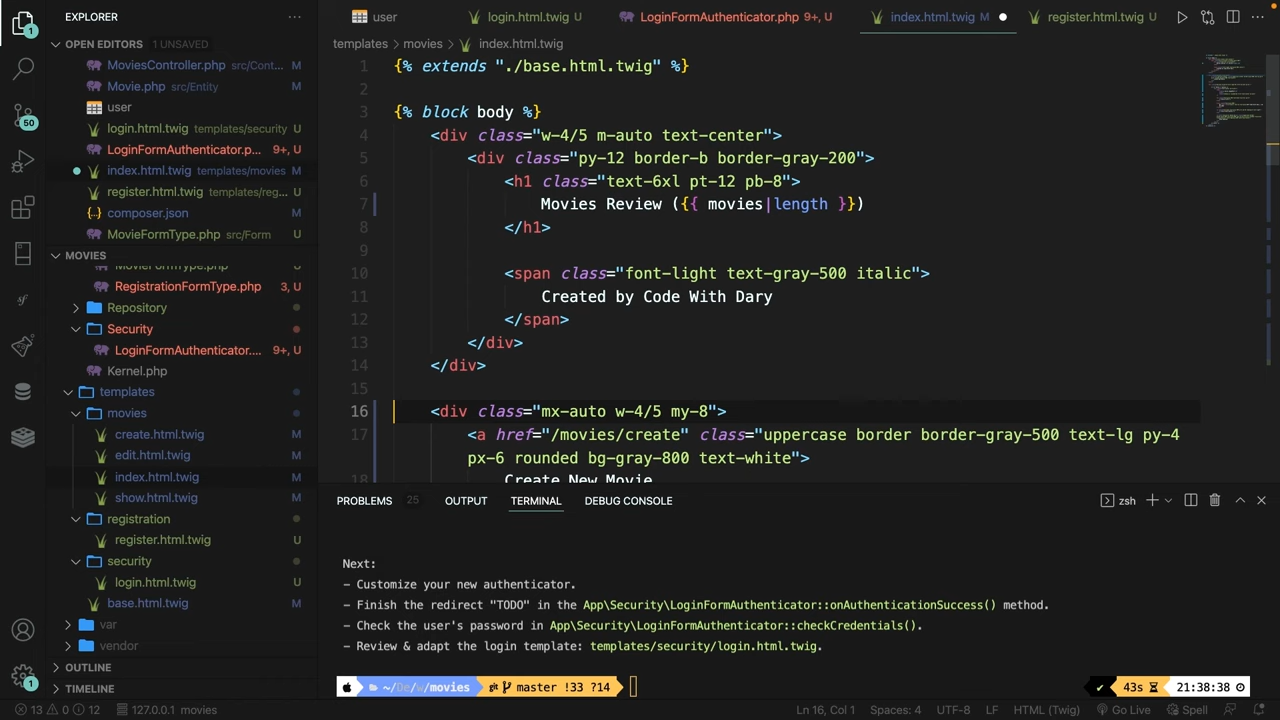 EXPLORER
OPEN EDITORS 1 UNSAVED
MoviesController.php src/Cont... M
Movie.php src/Entity M
user
login.html.twig templates/security U
LoginFormAuthenticator.p... 9+, U
index.html.twig templates/movies M
register.html.twig templates/reg... U
composer.json M
MovieFormType.php src/Form U
MOVIES
MovieFormType.php U
RegistrationFormType.php 3, U
Repository
Security
LoginFormAuthenticator.... 9+, U
Kernel.php
templates
movies
create.html.twig M
edit.html.twig M
index.html.twig M
show.html.twig M
registration
register.html.twig U
security
login.html.twig U
base.html.twig M
var
vendor
OUTLINE
TIMELINE
1
50
1
user
login.html.twig U
LoginFormAuthenticator.php 9+, U
index.html.twig M
register.html.twig U
templates > movies > index.html.twig
1 {% extends "./base.html.twig" %}
2
3 {% block body %}
4 <div class="w-4/5 m-auto text-center">
5 <div class="py-12 border-b border-gray-200">
6 <h1 class="text-6xl pt-12 pb-8">
7 Movies Review ({{ movies|length }})
8 </h1>
9
10 <span class="font-light text-gray-500 italic">
11 Created by Code With Dary
12 </span>
13 </div>
14 </div>
15
16 <div class="mx-auto w-4/5 my-8">
17 <a href="/movies/create" class="uppercase border border-gray-500 text-lg py-4
px-6 rounded bg-gray-800 text-white">
18 Create New Movie
PROBLEMS 25 OUTPUT TERMINAL DEBUG CONSOLE
zsh
Next:
- Customize your new authenticator.
- Finish the redirect "TODO" in the App\Security\LoginFormAuthenticator::onAuthenticationSuccess() method.
- Check the user's password in App\Security\LoginFormAuthenticator::checkCredentials().
- Review & adapt the login template: templates/security/login.html.twig.
~/De/w/movies master !33 ?14
43s 21:38:38
13 0 12 127.0.0.1 movies
Ln 16, Col 1 Spaces: 4 UTF-8 LF HTML (Twig) Go Live Spell